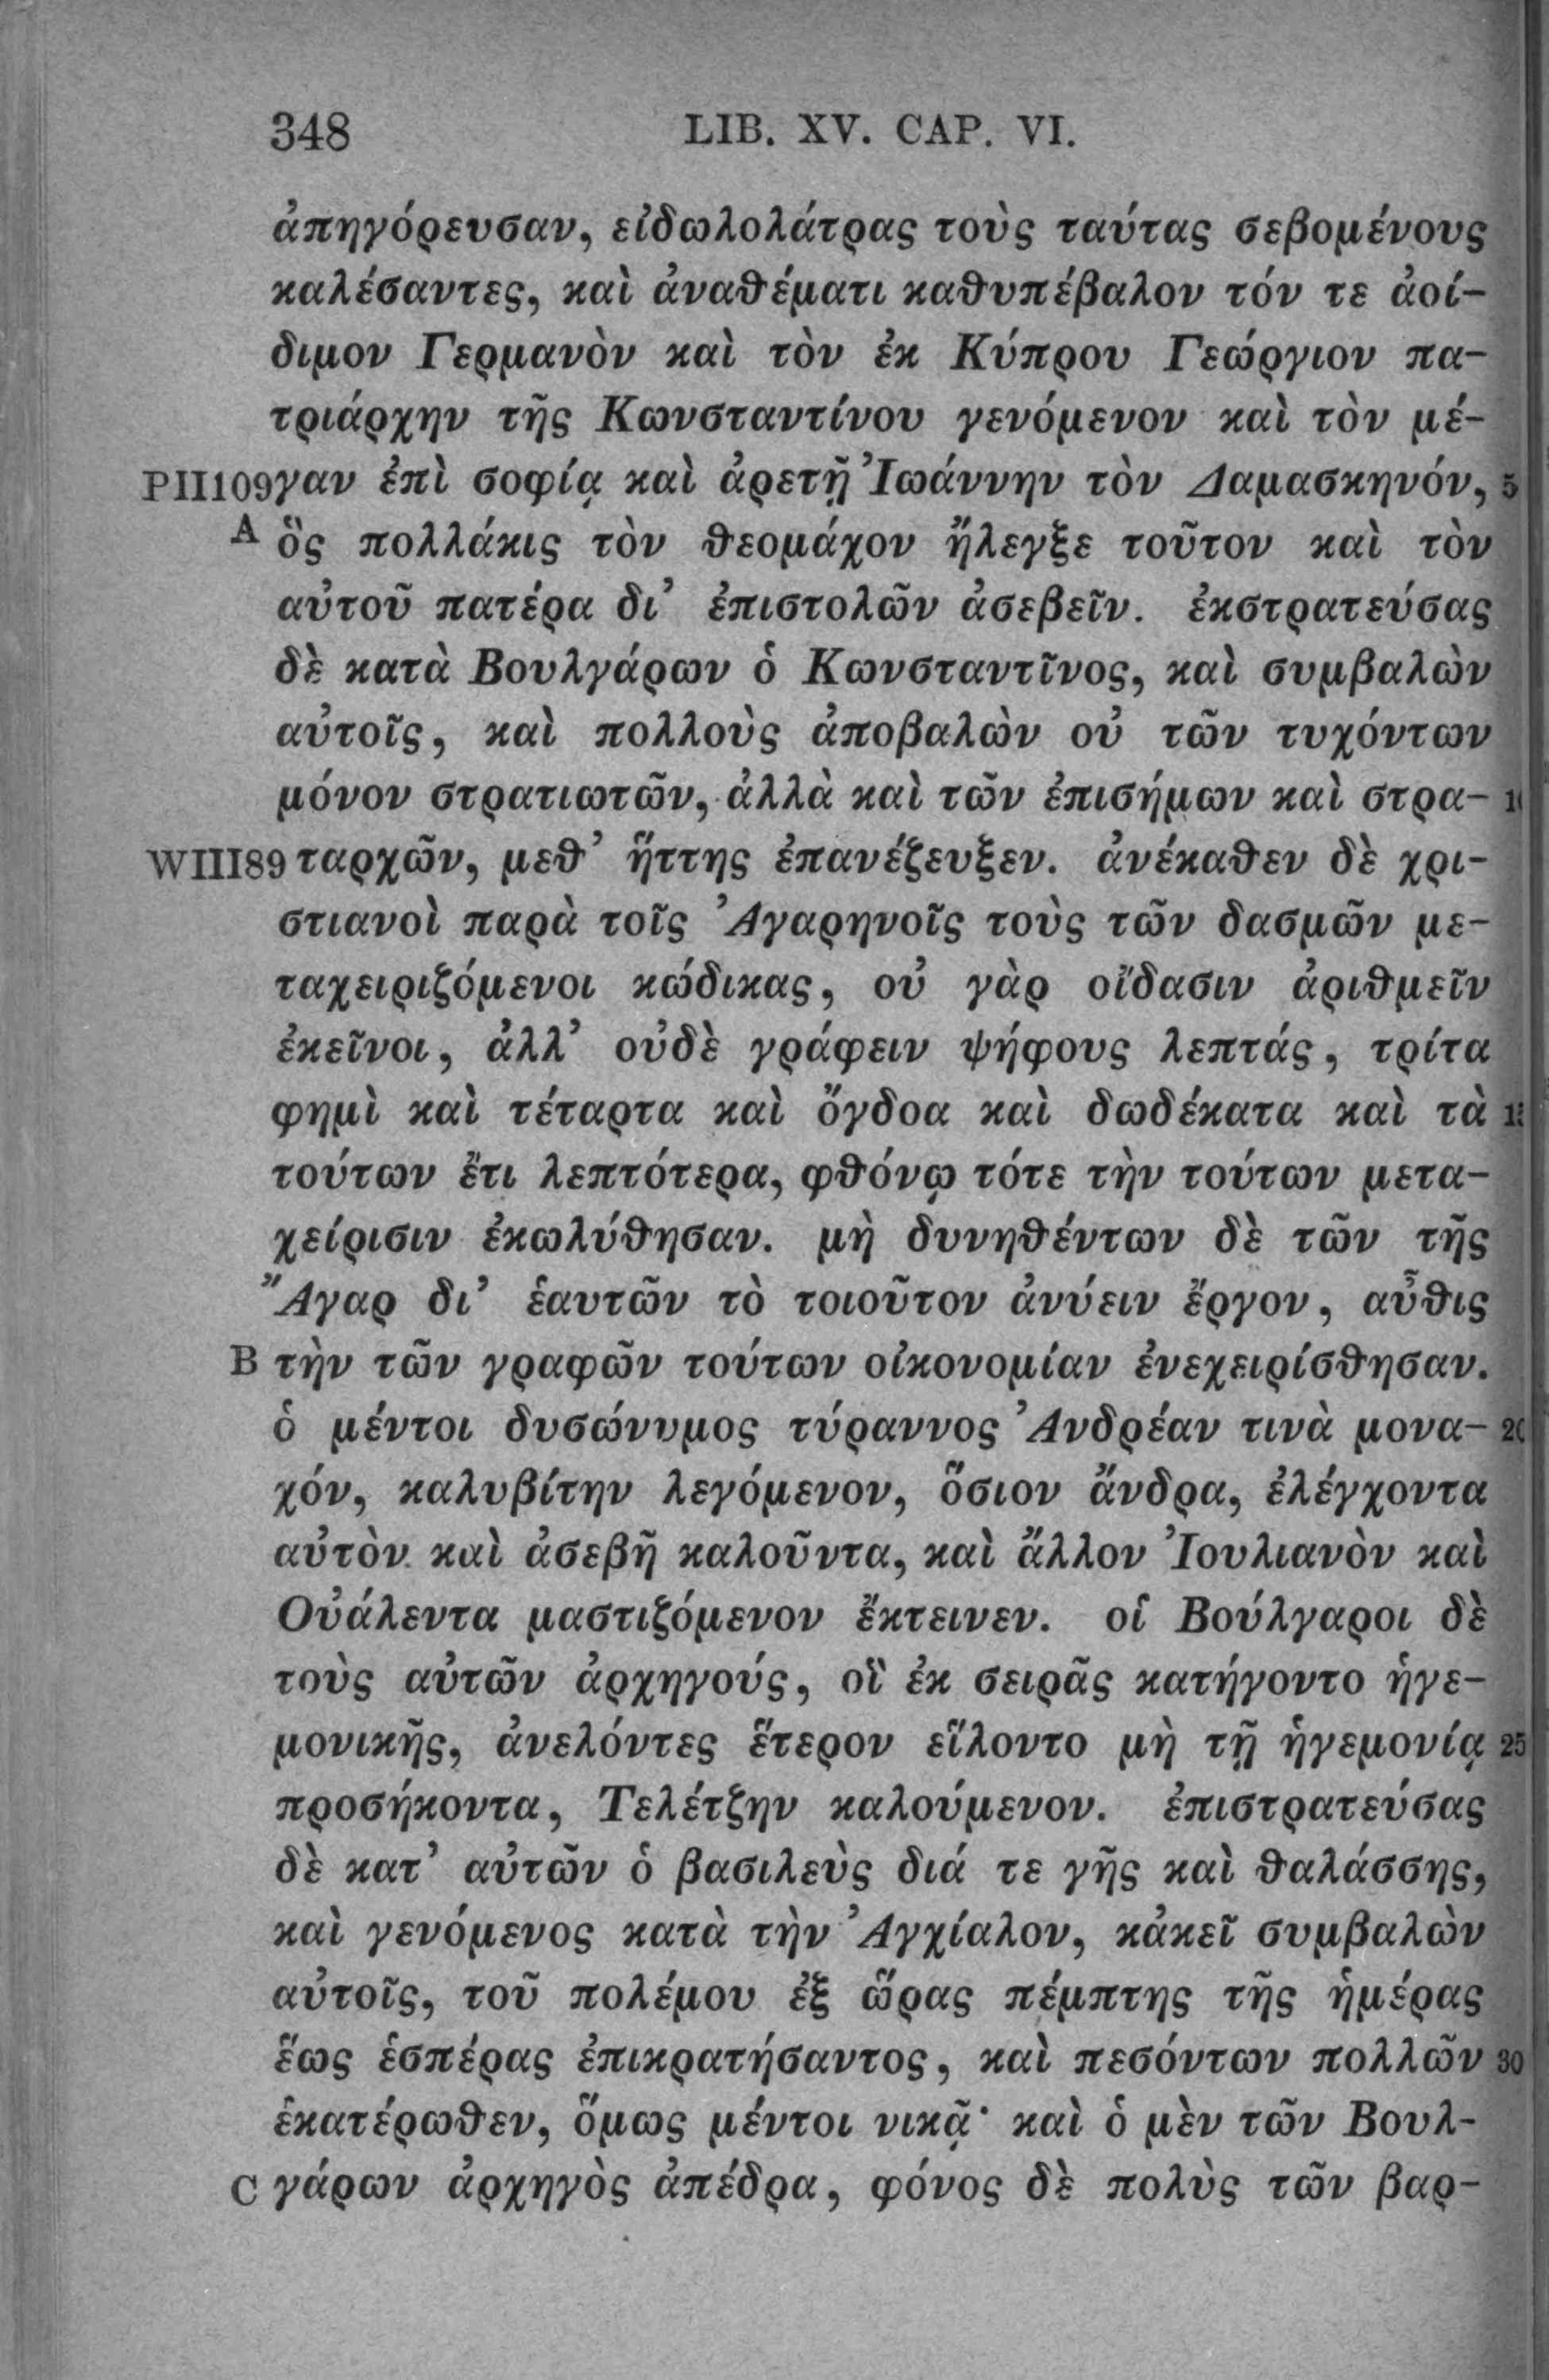 348 LIB. XV. CAP. VI.
ἀπηγόρευσαν, εἰδωλολάτρας τοὺς ταύτας σεβομένους
καλέσαντες, καὶ ἀναθέματι καθυπέβαλον τόν τε ἀοί-
διμον Γερμανὸν καὶ τὸν ἐκ Κύπρου Γεώργιον πα-
τριάρχην τῆς Κωνσταντίνου γενόμενον καὶ τὸν μέ-
PII109 γαν ἐπὶ σοφίᾳ καὶ ἀρετῇ Ἰωάννην τὸν Δαμασκηνόν, 5
A ὃς πολλάκις τὸν θεομάχον ἤλεγξε τοῦτον καὶ τὸν
αὐτοῦ πατέρα δι’ ἐπιστολῶν ἀσεβεῖν. ἐκστρατεύσας
δὲ κατὰ Βουλγάρων ὁ Κωνσταντῖνος, καὶ συμβαλὼν
αὐτοῖς, καὶ πολλοὺς ἀποβαλὼν οὐ τῶν τυχόντων
μόνον στρατιωτῶν, ἀλλὰ καὶ τῶν ἐπισήμων καὶ στρα-
WIII89 ταρχῶν, μεθ’ ἥττης ἐπανέζευξεν. ἀνέκαθεν δὲ χρι-
στιανοὶ παρὰ τοῖς Ἀγαρηνοῖς τοὺς τῶν δασμῶν με-
ταχειριζόμενοι κώδικας, οὐ γὰρ οἴδασιν ἀριθμεῖν
ἐκεῖνοι, ἀλλ’ οὐδὲ γράφειν ψήφους λεπτάς, τρίτα
φημὶ καὶ τέταρτα καὶ ὄγδοα καὶ δωδέκατα καὶ τὰ
τούτων ἔτι λεπτότερα, φθόνῳ τότε τὴν τούτων μετα-
χείρισιν ἐκωλύθησαν. μὴ δυνηθέντων δὲ τῶν τῆς
Ἄγαρ δι’ ἑαυτῶν τὸ τοιοῦτον ἀνύειν ἔργον, αὖθις
B τὴν τῶν γραφῶν τούτων οἰκονομίαν ἐνεχειρίσθησαν.
ὁ μέντοι δυσώνυμος τύραννος Ἀνδρέαν τινὰ μονα- 20
χόν, καλυβίτην λεγόμενον, ὅσιον ἄνδρα, ἐλέγχοντα
αὐτὸν καὶ ἀσεβῆ καλοῦντα, καὶ ἄλλον Ἰουλιανὸν καὶ
Οὐάλεντα μαστιζόμενον ἔκτεινεν. οἱ Βούλγαροι δὲ
τοὺς αὐτῶν ἀρχηγούς, οἳ ἐκ σειρᾶς κατήγοντο ἡγε-
μονικῆς, ἀνελόντες ἕτερον εἵλοντο μὴ τῇ ἡγεμονίᾳ 25
προσήκοντα, Τελέτζην καλούμενον. ἐπιστρατεύσας
δὲ κατ’ αὐτῶν ὁ βασιλεὺς διά τε γῆς καὶ θαλάσσης,
καὶ γενόμενος κατὰ τὴν Ἀγχίαλον, κἀκεῖ συμβαλὼν
αὐτοῖς, τοῦ πολέμου ἐξ ὥρας πέμπτης τῆς ἡμέρας
ἕως ἑσπέρας ἐπικρατήσαντος, καὶ πεσόντων πολλῶν 30
ἑκατέρωθεν, ὅμως μέντοι νικᾷ· καὶ ὁ μὲν τῶν Βουλ-
C γάρων ἀρχηγὸς ἀπέδρα, φόνος δὲ πολὺς τῶν βαρ-